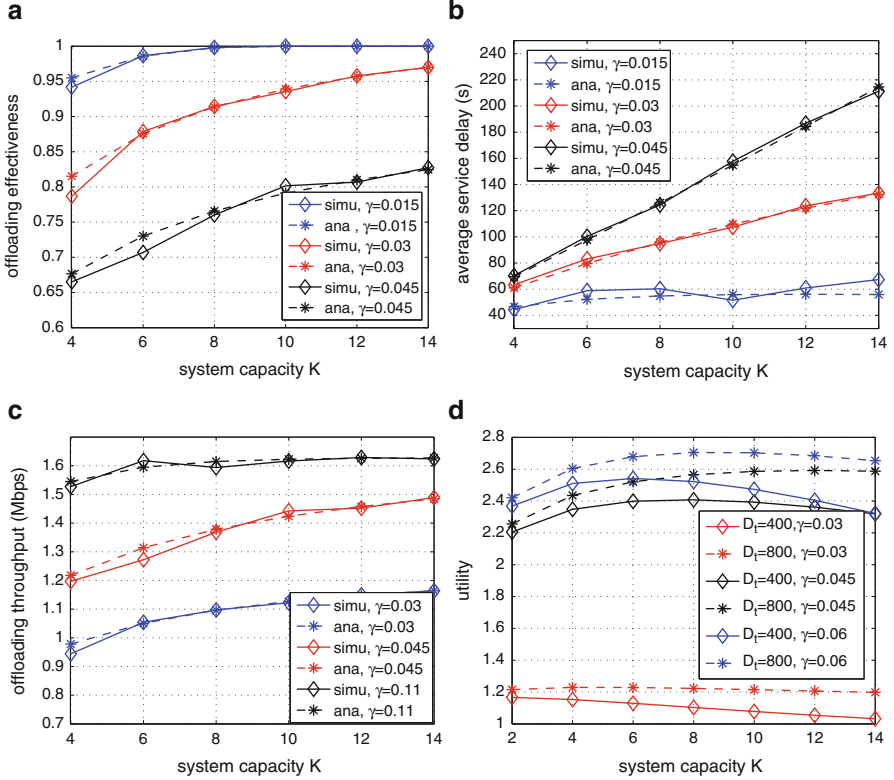 a
offloading effectiveness
1
0.95
0.9
0.85
0.8
0.75
0.7
0.65
0.6
4 6 8 10 12 14
system capacity K
simu, γ=0.015
ana , γ=0.015
simu, γ=0.03
ana, γ=0.03
simu, γ=0.045
ana, γ=0.045
b
average service delay (s)
240
220
200
180
160
140
120
100
80
60
40
4 6 8 10 12 14
system capacity K
simu, γ=0.015
ana, γ=0.015
simu, γ=0.03
ana, γ=0.03
simu, γ=0.045
ana, γ=0.045
c
offloading throughput (Mbps)
1.6
1.5
1.4
1.3
1.2
1.1
1
0.9
0.8
0.7
4 6 8 10 12 14
system capacity K
simu, γ=0.03
ana, γ=0.03
simu, γ=0.045
ana, γ=0.045
simu, γ=0.11
ana, γ=0.11
d
utility
2.8
2.6
2.4
2.2
2
1.8
1.6
1.4
1.2
1
2 4 6 8 10 12 14
system capacity K
Dt=400,γ=0.03
Dt=800, γ=0.03
Dt=400, γ=0.045
Dt=800, γ=0.045
Dt=400, γ=0.06
Dt=800, γ=0.06